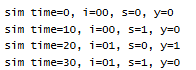 sim time=0, i=00, s=0, y=0
sim time=10, i=00, s=1, y=0
sim time=20, i=01, s=0, y=1
sim time=30, i=01, s=1, y=0